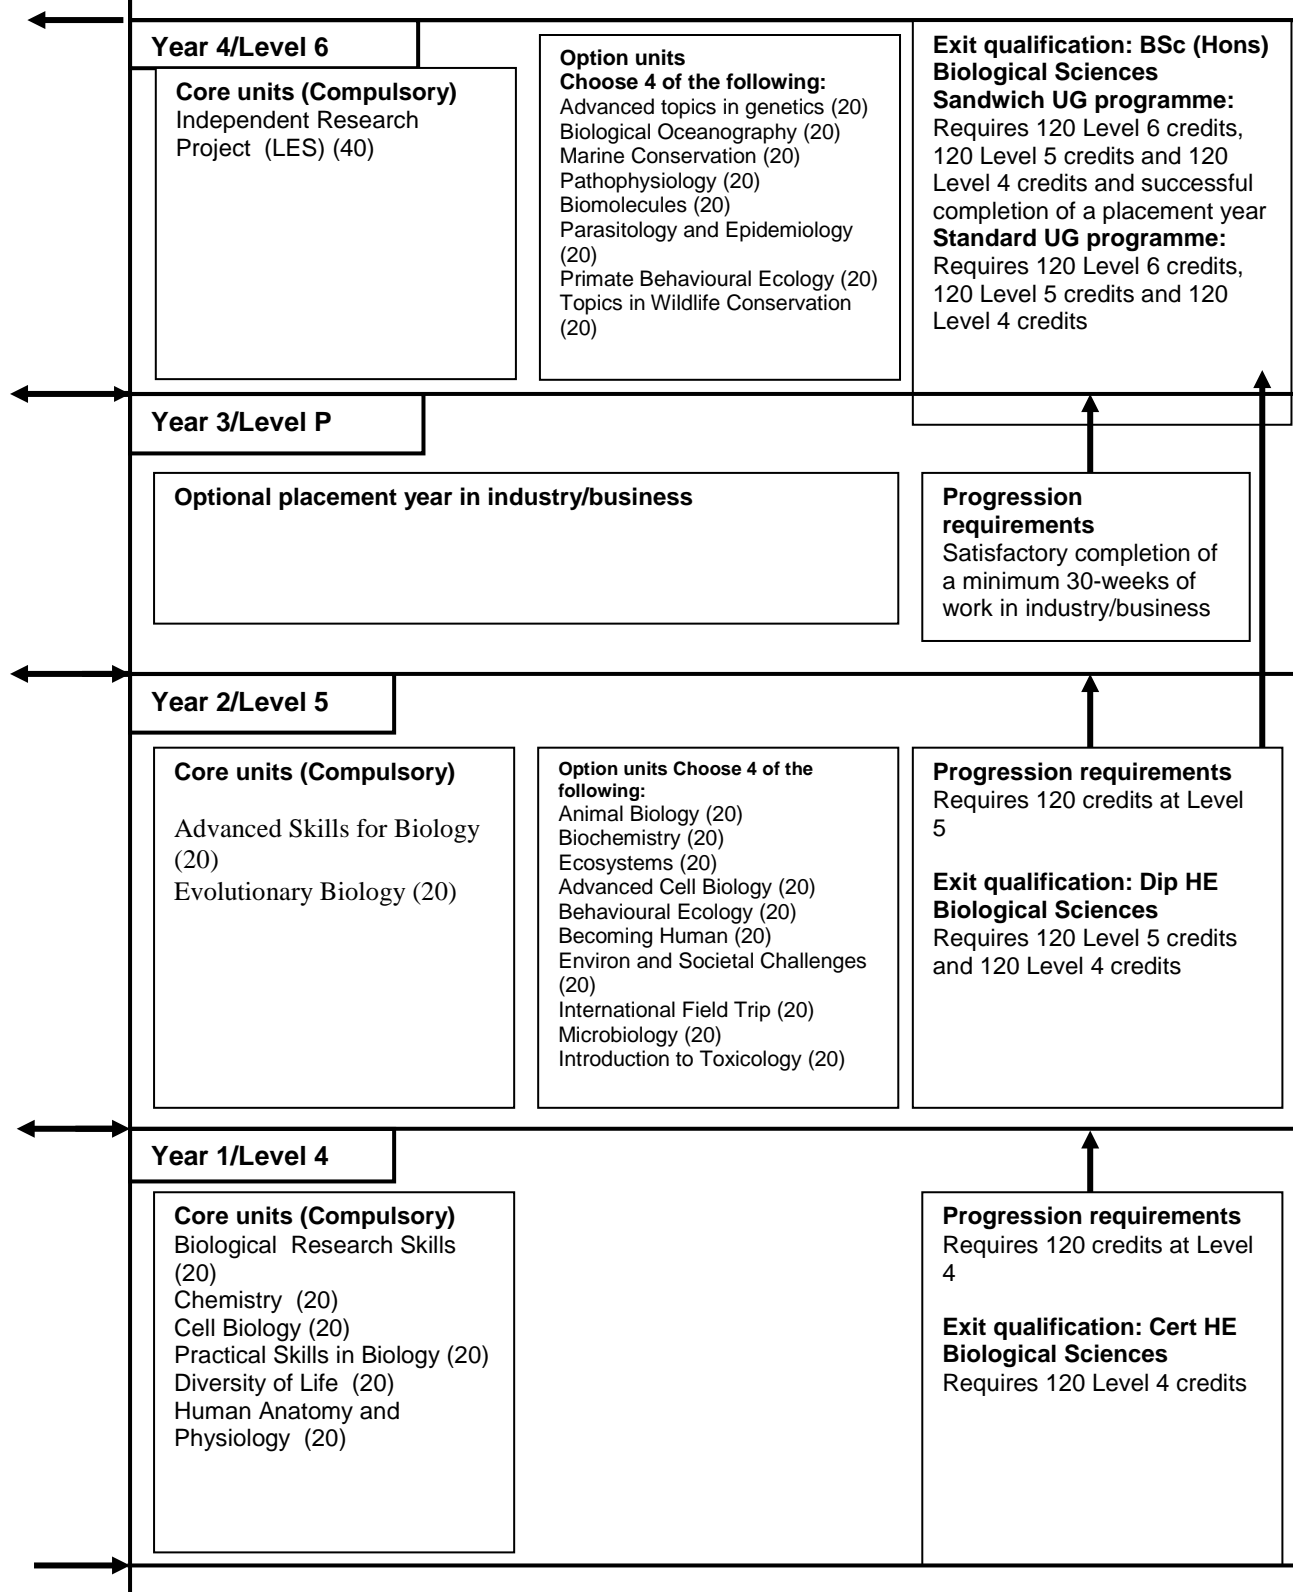 Year 4/Level 6
Core units (Compulsory)
Independent Research
Project (LES) (40)
Option units
Choose 4 of the following:
Advanced topics in genetics (20)
Biological Oceanography (20)
Marine Conservation (20)
Pathophysiology (20)
Biomolecules (20)
Parasitology and Epidemiology
(20)
Primate Behavioural Ecology (20)
Topics in Wildlife Conservation
(20)
Exit qualification: BSc (Hons)
Biological Sciences
Sandwich UG programme:
Requires 120 Level 6 credits,
120 Level 5 credits and 120
Level 4 credits and successful
completion of a placement year
Standard UG programme:
Requires 120 Level 6 credits,
120 Level 5 credits and 120
Level 4 credits
Year 3/Level P
Optional placement year in industry/business
Progression
requirements
Satisfactory completion of
a minimum 30-weeks of
work in industry/business
Year 2/Level 5
Core units (Compulsory)
Advanced Skills for Biology
(20)
Evolutionary Biology (20)
Option units Choose 4 of the
following:
Animal Biology (20)
Biochemistry (20)
Ecosystems (20)
Advanced Cell Biology (20)
Behavioural Ecology (20)
Becoming Human (20)
Environ and Societal Challenges
(20)
International Field Trip (20)
Microbiology (20)
Introduction to Toxicology (20)
Progression requirements
Requires 120 credits at Level
5
Exit qualification: Dip HE
Biological Sciences
Requires 120 Level 5 credits
and 120 Level 4 credits
Year 1/Level 4
Core units (Compulsory)
Biological Research Skills
(20)
Chemistry (20)
Cell Biology (20)
Practical Skills in Biology (20)
Diversity of Life (20)
Human Anatomy and
Physiology (20)
Progression requirements
Requires 120 credits at Level
4
Exit qualification: Cert HE
Biological Sciences
Requires 120 Level 4 credits